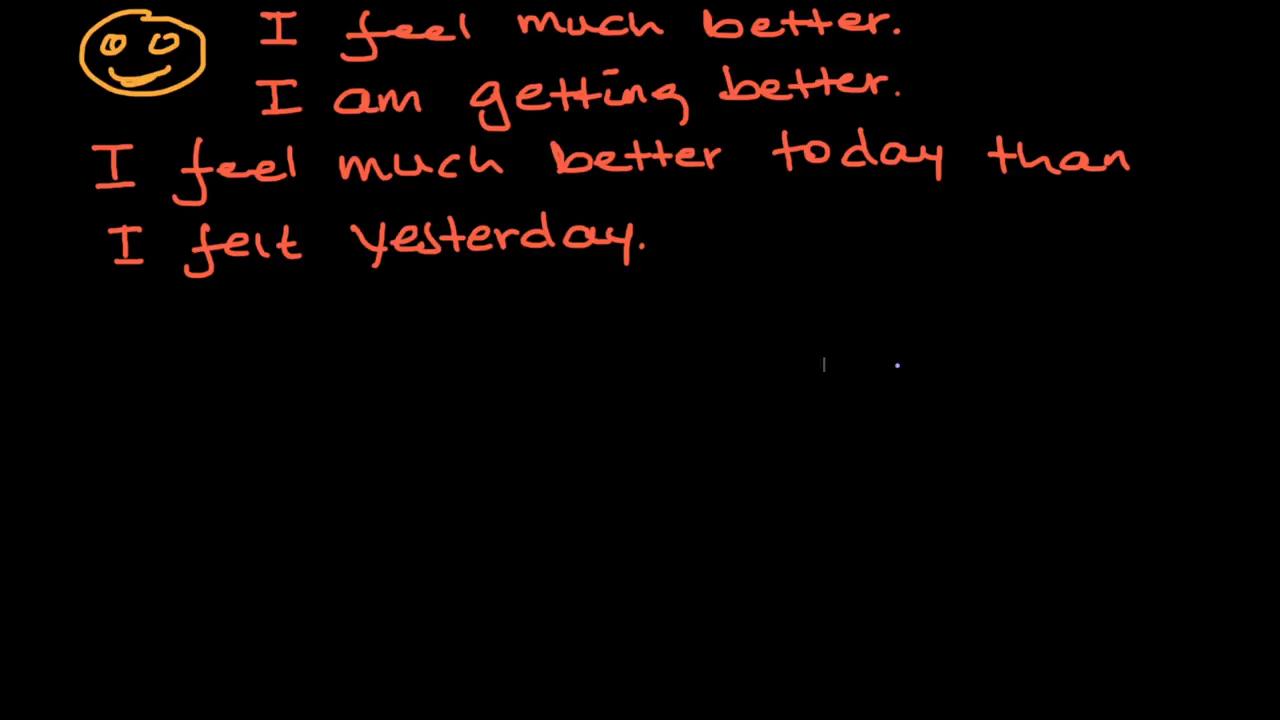 I feel much better.
I am getting better.
I feel much better today than
I felt yesterday.